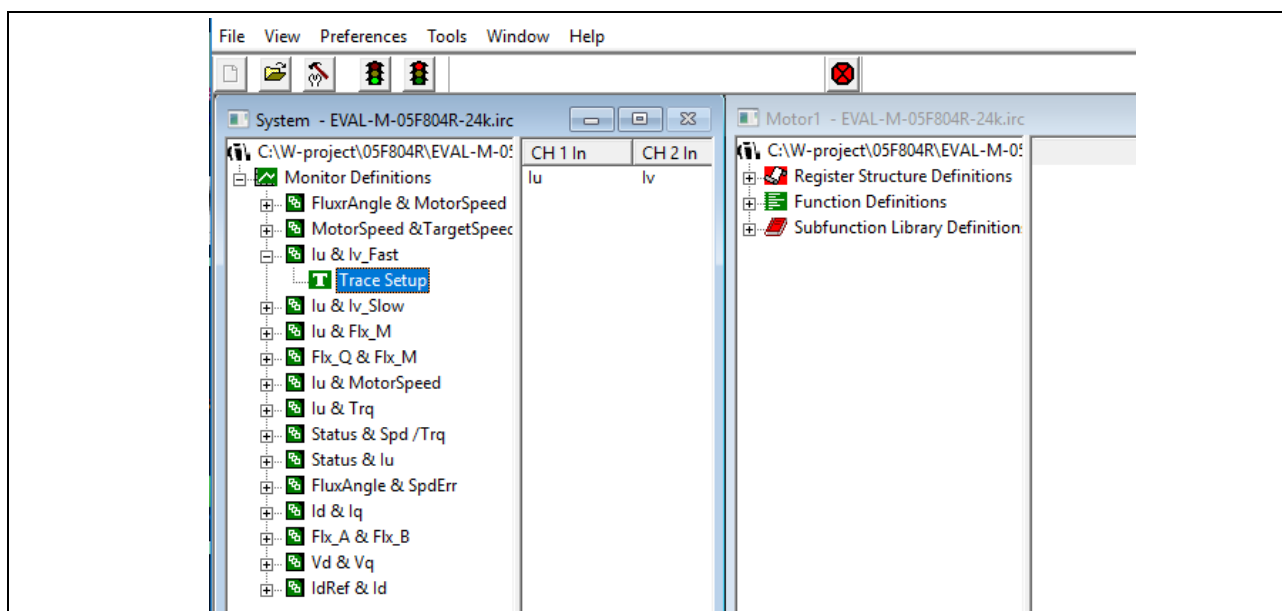 File View Preferences Tools Window Help
System - EVAL-M-05F804R-24k.irc
C:\W-project\05F804R\EVAL-M-05
CH 1 In CH 2 In
Monitor Definitions
Iu Iv
FluxrAngle & MotorSpeed
MotorSpeed &TargetSpeec
Iu & Iv_Fast
T Trace Setup
Iu & Iv_Slow
Iu & Flx_M
Flx_Q & Flx_M
Iu & MotorSpeed
Iu & Trq
Status & Spd /Trq
Status & Iu
FluxAngle & SpdErr
Id & Iq
Flx_A & Flx_B
Vd & Vq
IdRef & Id
Motor1 - EVAL-M-05F804R-24k.irc
C:\W-project\05F804R\EVAL-M-05
Register Structure Definitions
Function Definitions
Subfunction Library Definition